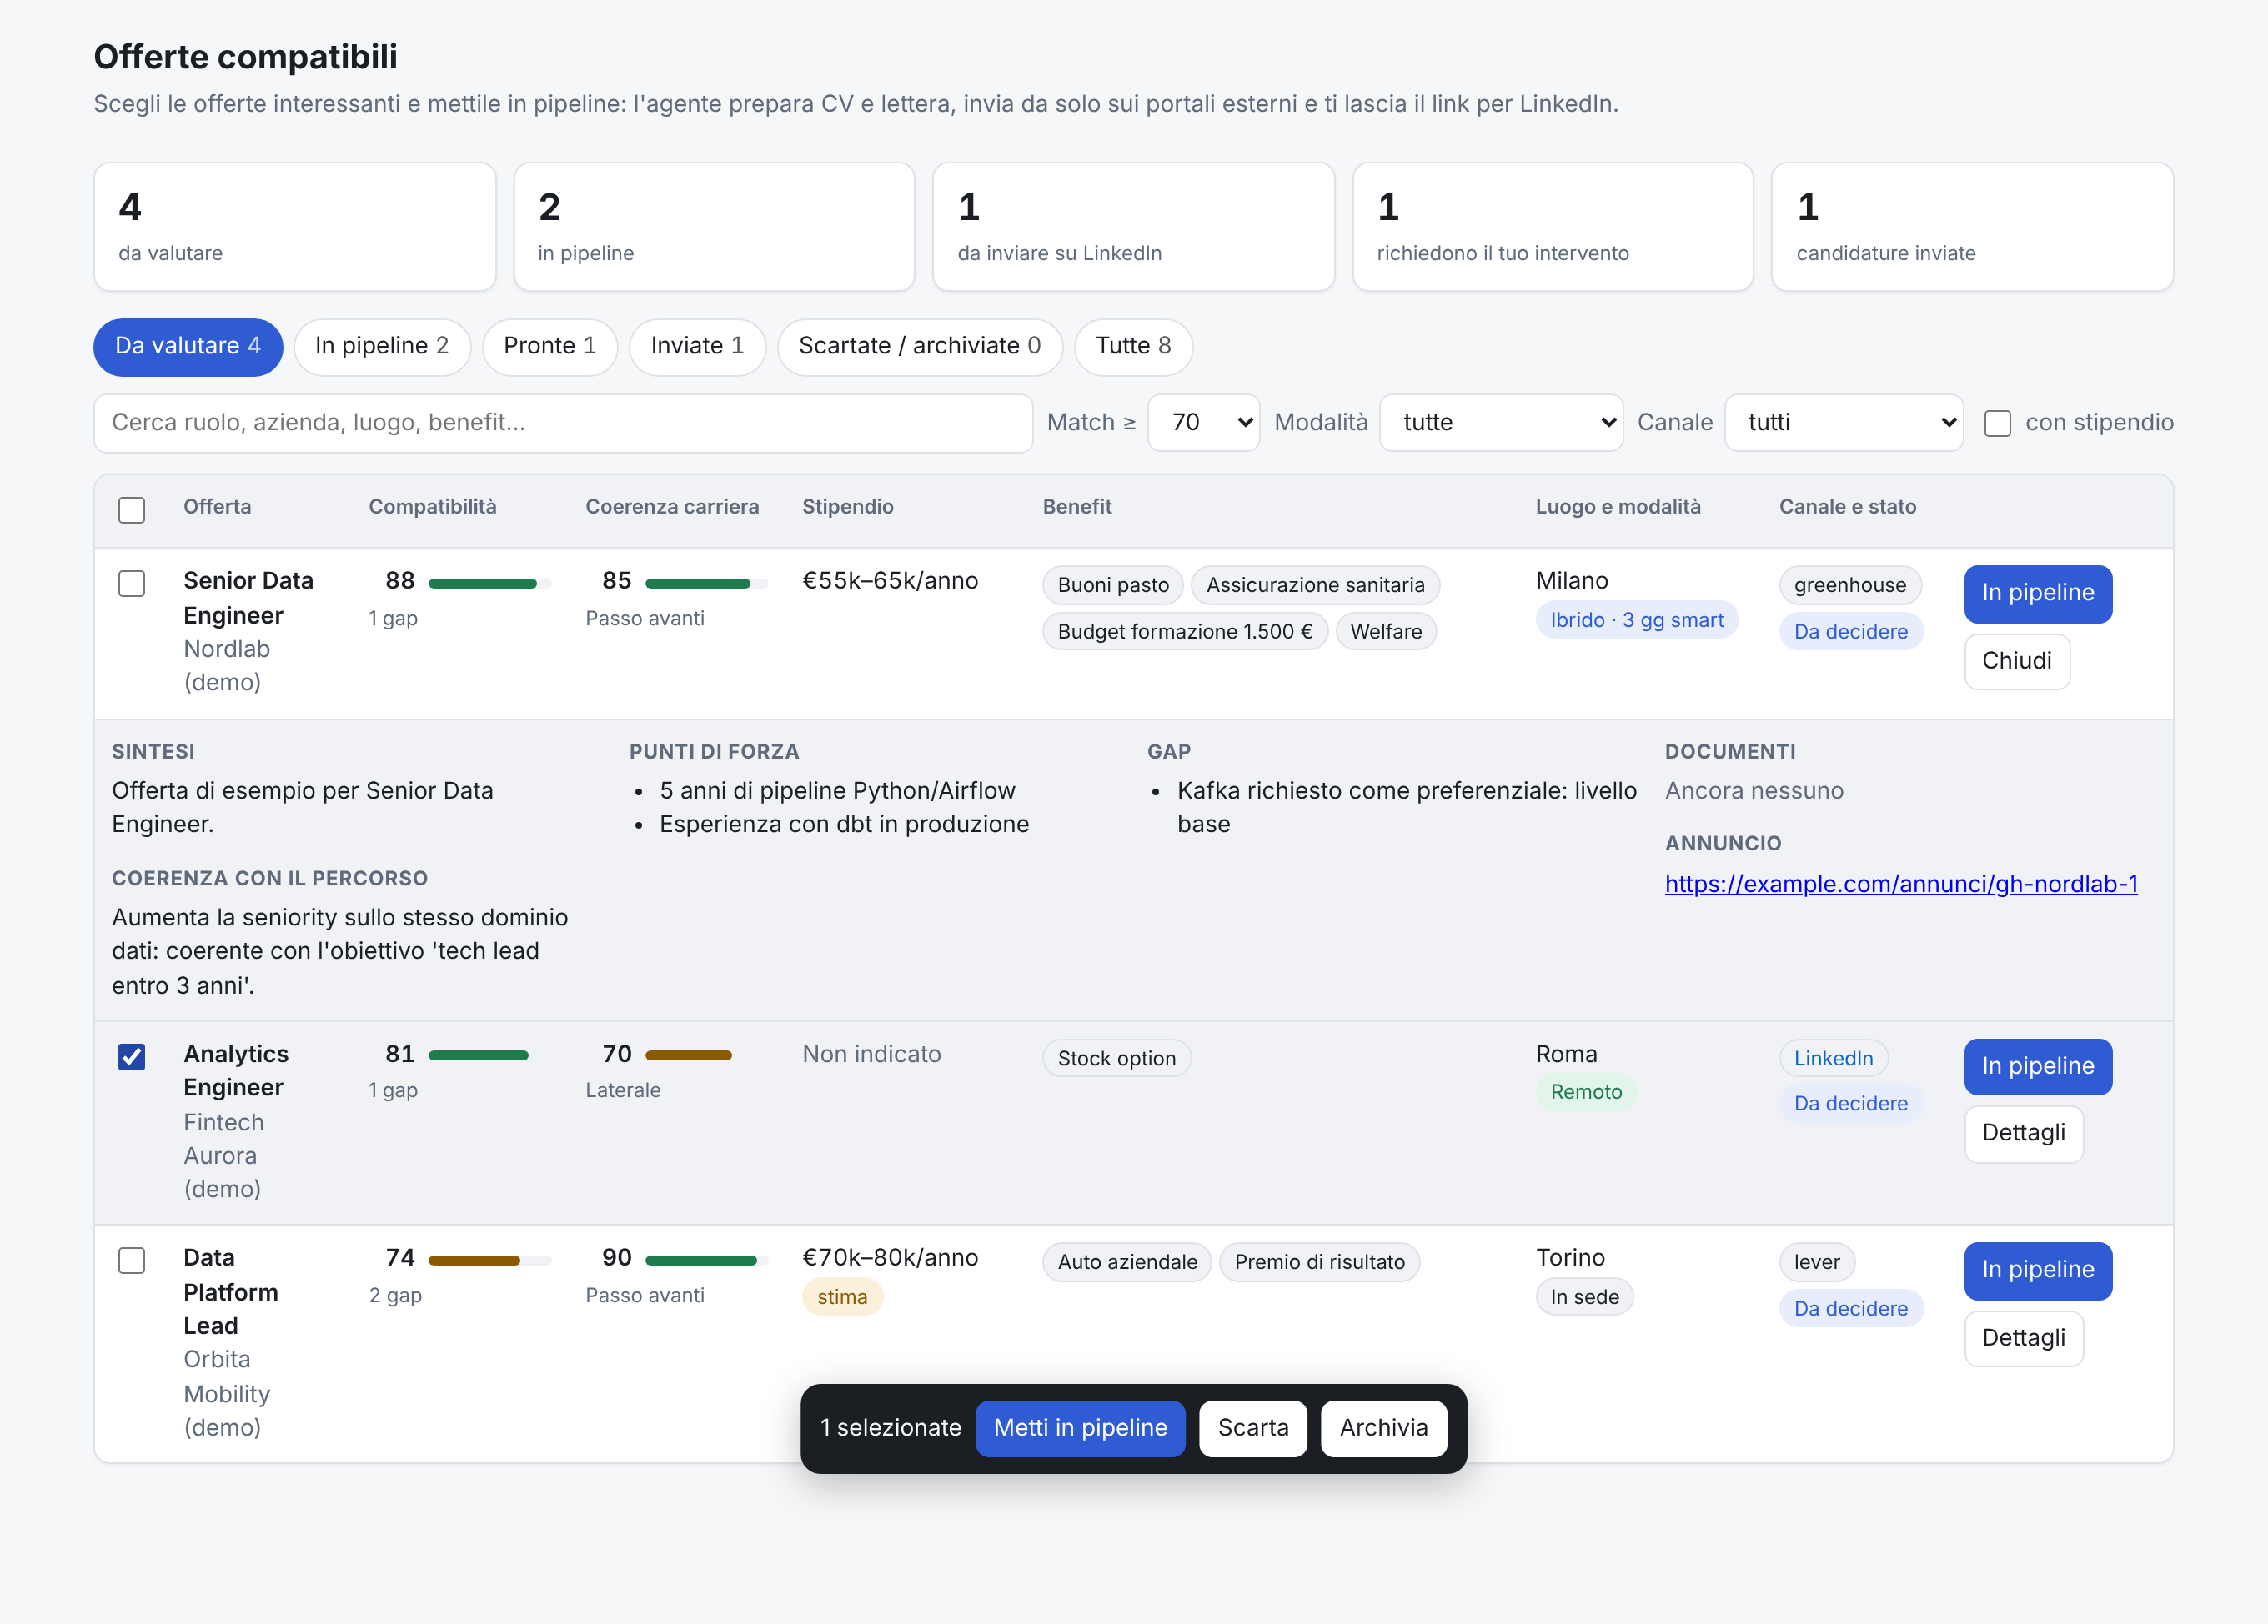 Offerte compatibili
Scegli le offerte interessanti e mettile in pipeline: l'agente prepara CV e lettera, invia da solo sui portali esterni e ti lascia il link per LinkedIn.
4
da valutare
2
in pipeline
1
da inviare su LinkedIn
1
richiedono il tuo intervento
1
candidature inviate
Da valutare 4
In pipeline 2
Pronte 1
Inviate 1
Scartate / archiviate 0
Tutte 8
Cerca ruolo, azienda, luogo, benefit...
Match ≥
70
Modalità
tutte
Canale
tutti
con stipendio
Offerta
Compatibilità
Coerenza carriera
Stipendio
Benefit
Luogo e modalità
Canale e stato
Senior Data
Engineer
Nordlab
(demo)
88
1 gap
85
Passo avanti
€55k–65k/anno
Buoni pasto
Assicurazione sanitaria
Budget formazione 1.500 €
Welfare
Milano
Ibrido · 3 gg smart
greenhouse
Da decidere
In pipeline
Chiudi
SINTESI
Offerta di esempio per Senior Data
Engineer.
COERENZA CON IL PERCORSO
Aumenta la seniority sullo stesso dominio
dati: coerente con l'obiettivo 'tech lead
entro 3 anni'.
PUNTI DI FORZA
• 5 anni di pipeline Python/Airflow
• Esperienza con dbt in produzione
GAP
• Kafka richiesto come preferenziale: livello
base
DOCUMENTI
Ancora nessuno
ANNUNCIO
https://example.com/annunci/gh-nordlab-1
Analytics
Engineer
Fintech
Aurora
(demo)
81
1 gap
70
Laterale
Non indicato
Stock option
Roma
Remoto
LinkedIn
Da decidere
In pipeline
Dettagli
Data
Platform
Lead
Orbita
Mobility
(demo)
74
2 gap
90
Passo avanti
€70k–80k/anno
stima
Auto aziendale
Premio di risultato
Torino
In sede
lever
Da decidere
In pipeline
Dettagli
1 selezionate
Metti in pipeline
Scarta
Archivia